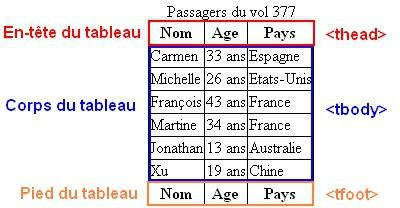 Passagers du vol 377
En-tête du tableau Nom Age Pays <thead>
Carmen 33 ans Espagne
Michelle 26 ans Etats-Unis
Corps du tableau François 43 ans France <tbody>
Martine 34 ans France
Jonathan 13 ans Australie
Xu 19 ans Chine
Pied du tableau Nom Age Pays <tfoot>